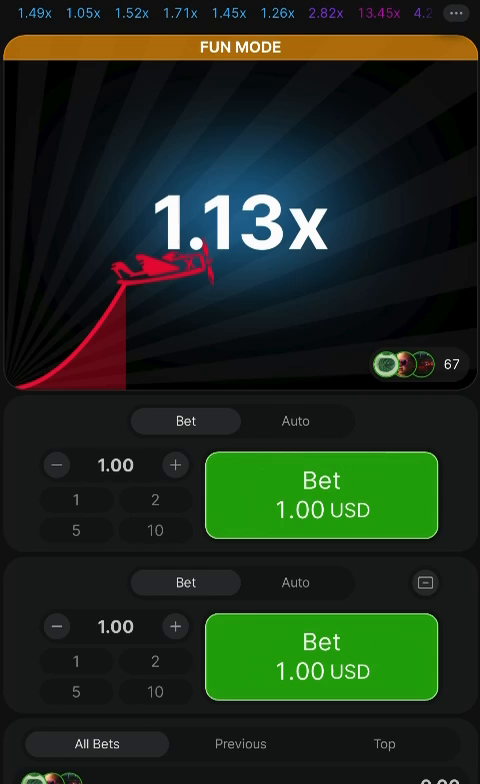 1.49x 1.05x 1.52x 1.71x 1.45x 1.26x 2.82x 13.45x 4.2
FUN MODE
1.13x
67
Bet Auto
1.00
1 2
5 10
Bet
1.00 USD
Bet Auto
1.00
1 2
5 10
Bet
1.00 USD
All Bets Previous Top